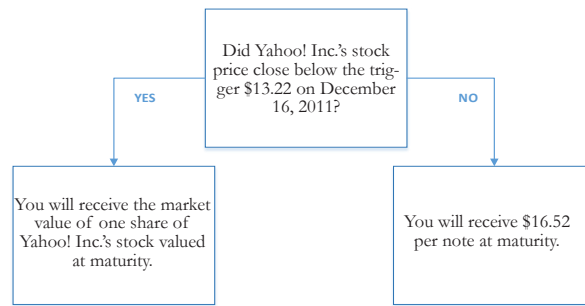 Did Yahoo! Inc.'s stock
price close below the trig-
ger $13.22 on December
16, 2011?
YES
NO
You will receive the market
value of one share of
Yahoo! Inc.'s stock valued
at maturity.
You will receive $16.52
per note at maturity.